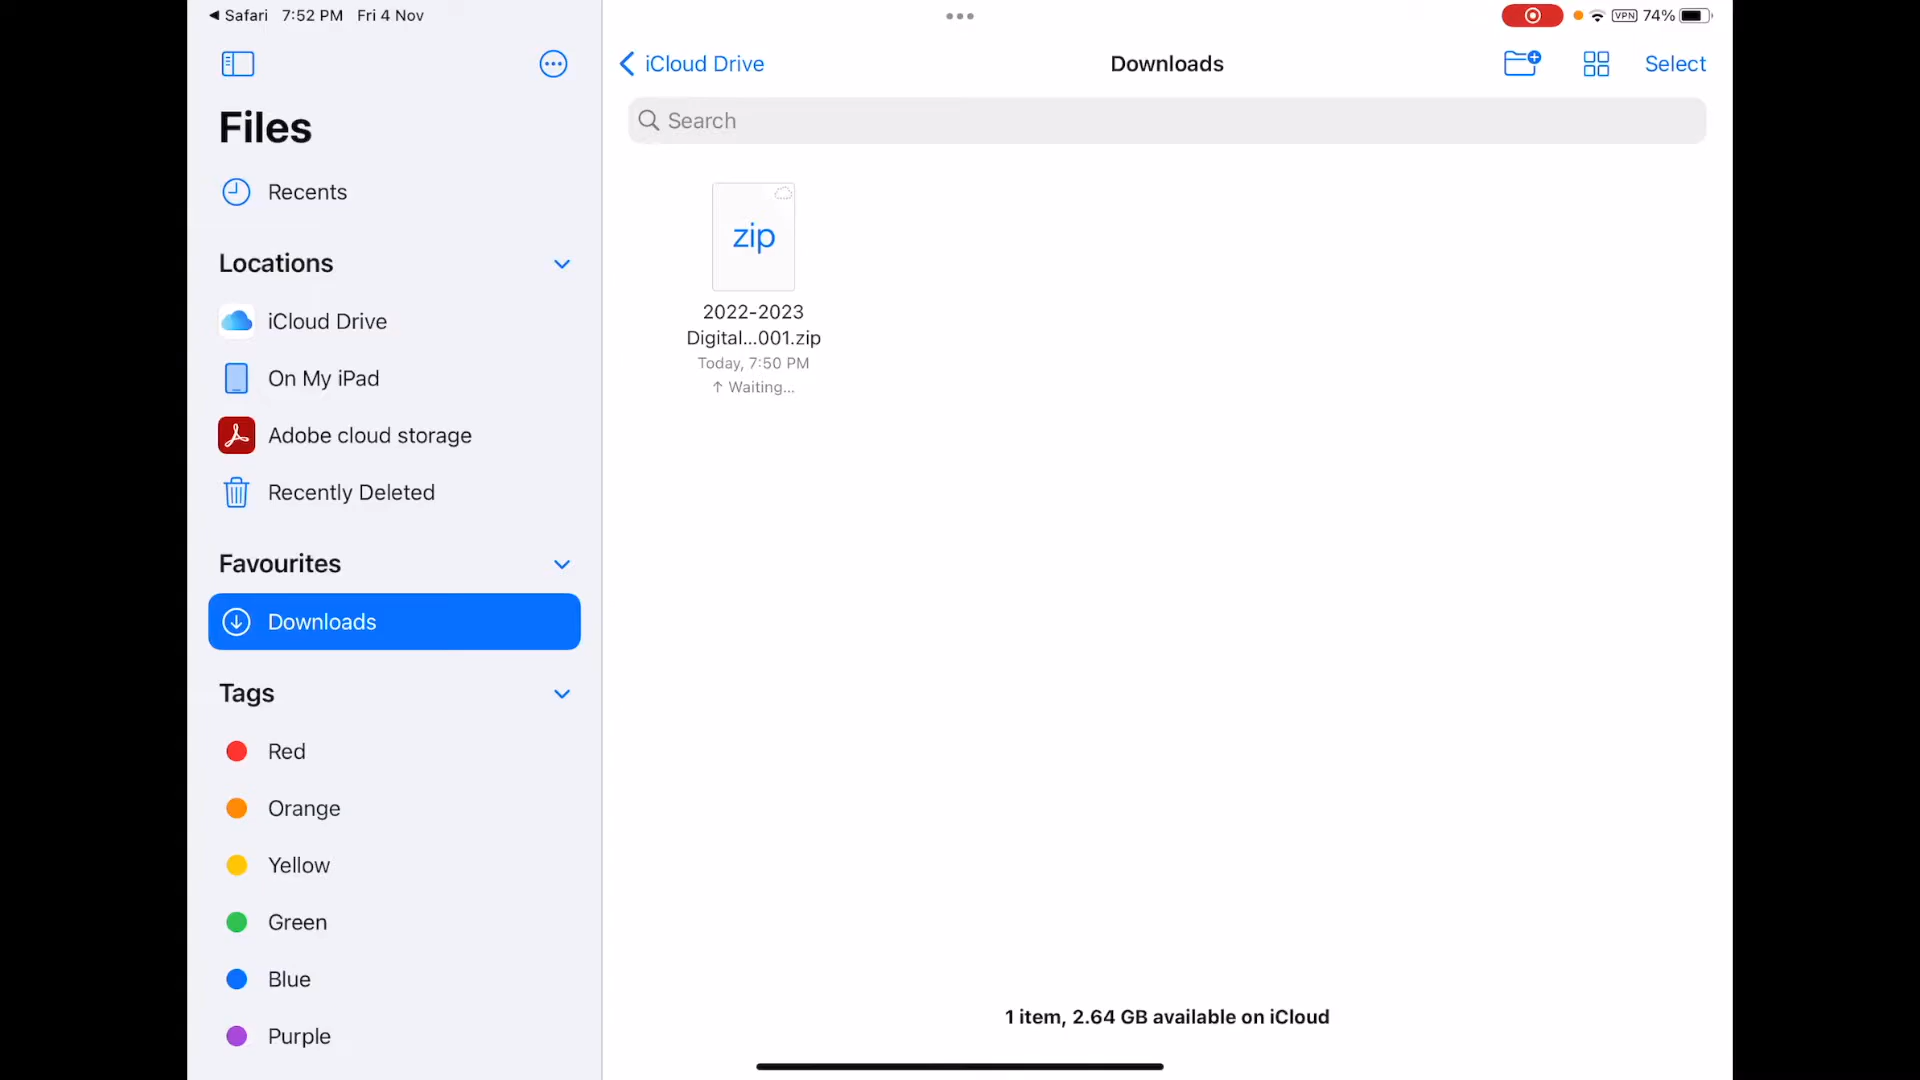 Safari 7:52 PM Fri 4 Nov
VPN 74%
Files
Recents
Locations
iCloud Drive
On My iPad
Adobe cloud storage
Recently Deleted
Favourites
Downloads
Tags
Red
Orange
Yellow
Green
Blue
Purple
iCloud Drive
Downloads
Select
Search
zip
2022-2023
Digital...001.zip
Today, 7:50 PM
↑ Waiting...
1 item, 2.64 GB available on iCloud